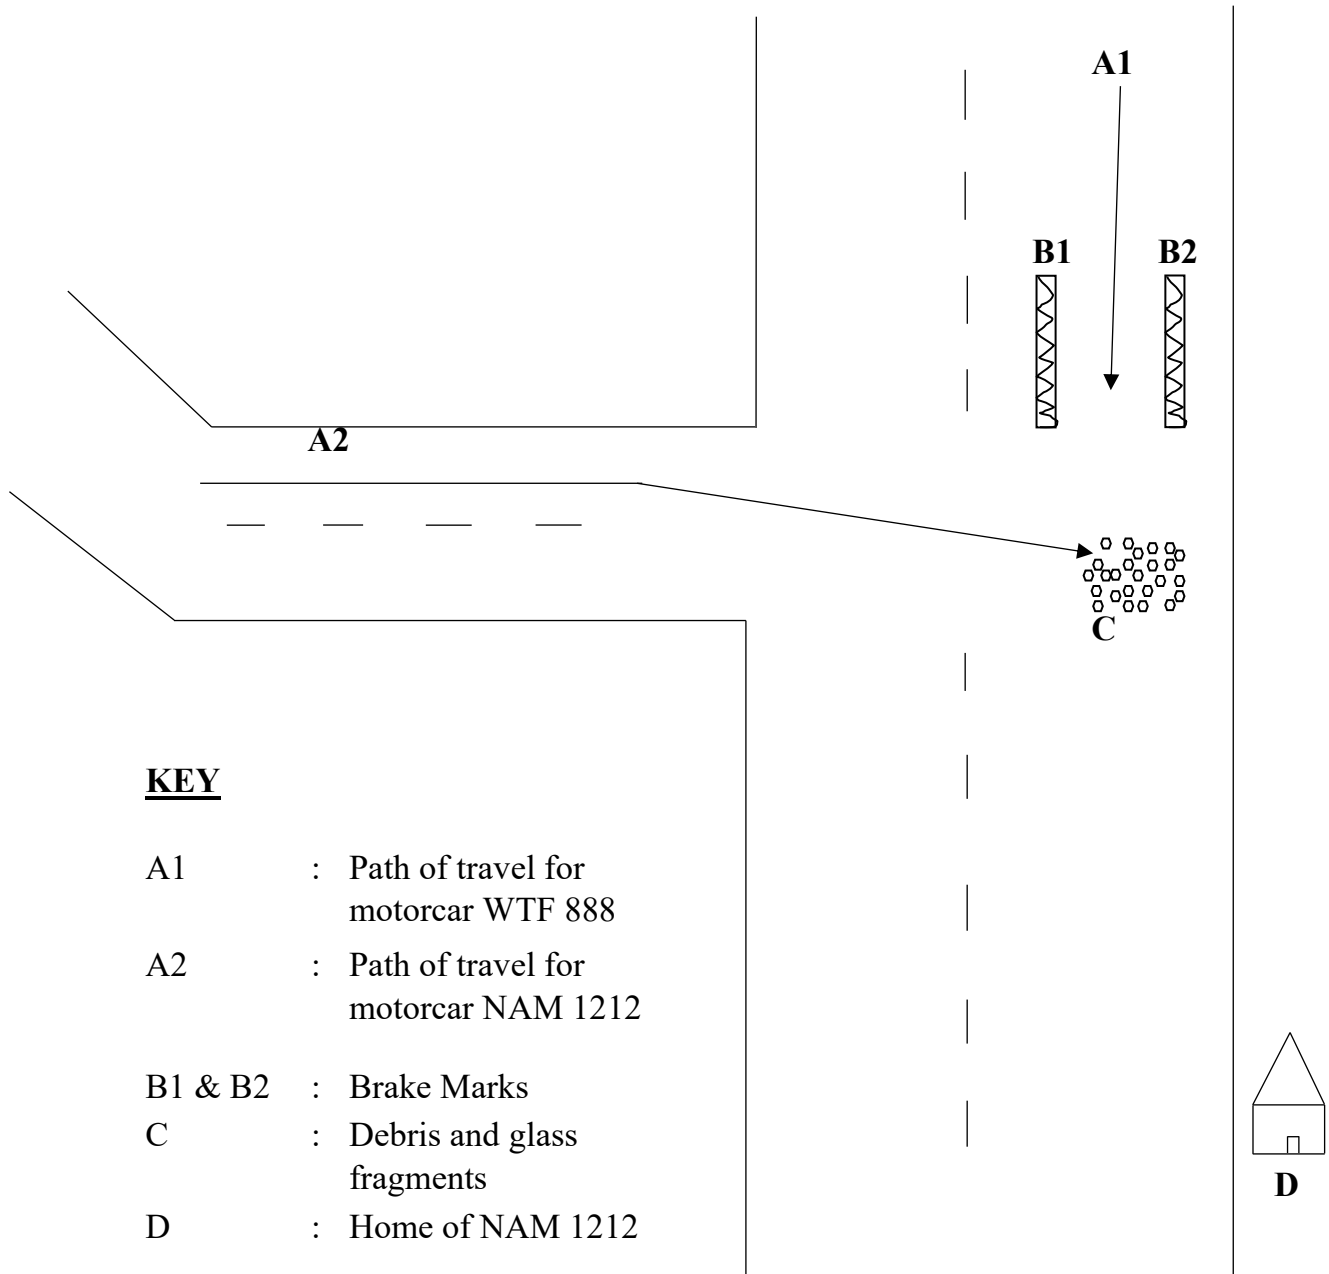 A1
B1 B2
A2
C
KEY
A1 : Path of travel for
motorcar WTF 888
A2 : Path of travel for
motorcar NAM 1212
B1 & B2 : Brake Marks
C : Debris and glass
fragments
D : Home of NAM 1212
D